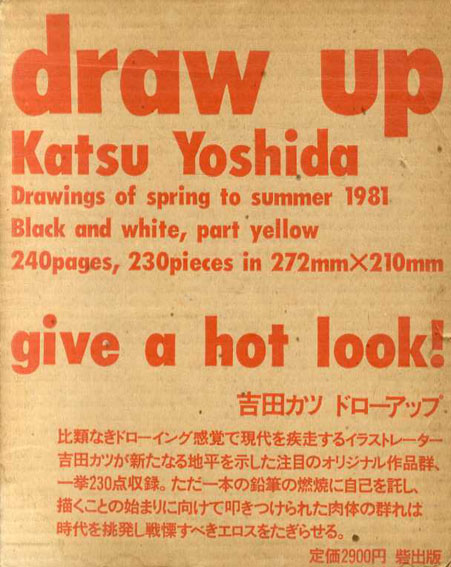 draw up
Katsu Yoshida
Drawings of spring to summer 1981
Black and white, part yellow
240pages, 230pieces in 272mm×210mm
give a hot look!
吉田カツ ドローアップ
比類なきドローイング感覚で現代を疾走するイラストレーター
吉田カツが新たなる地平を示した注目のオリジナル作品群、
一挙230点収録。ただ一本の鉛筆の燃焼に自己を託し、
描くことの始まりに向けて叩きつけられた肉体の群れは
時代を挑発し戦慄すべきエロスをたぎらせる。
定価2900円 砦出版